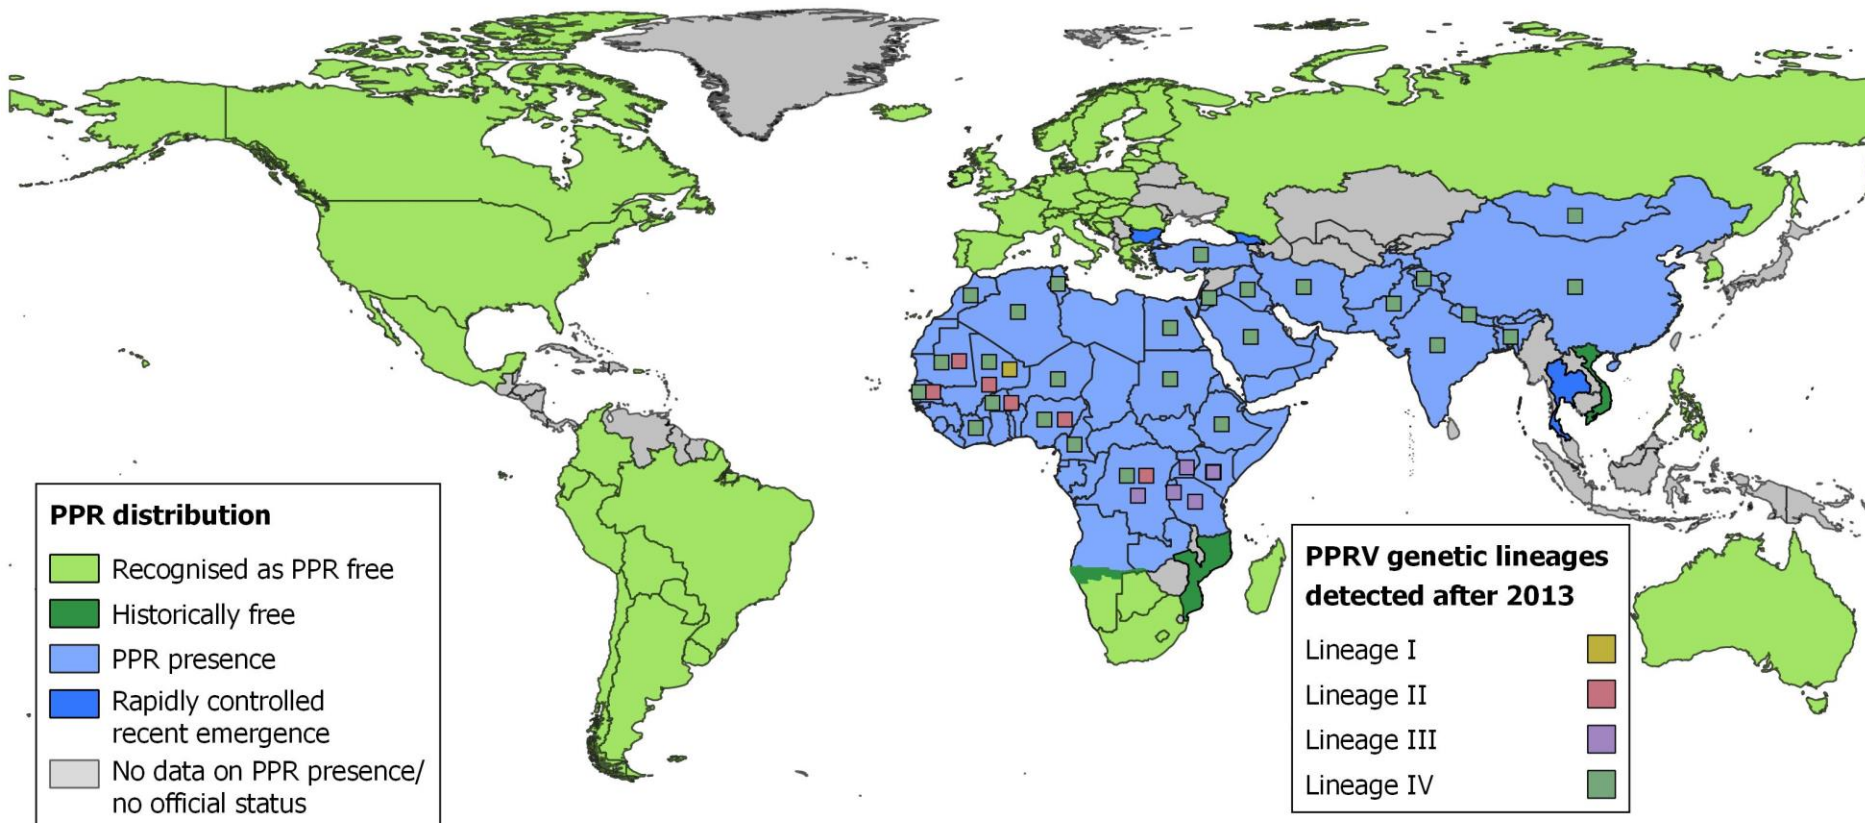 PPR distribution
Recognised as PPR free
Historically free
PPR presence
Rapidly controlled
recent emergence
No data on PPR presence/
no official status
PPRV genetic lineages
detected after 2013
Lineage I
Lineage II
Lineage III
Lineage IV